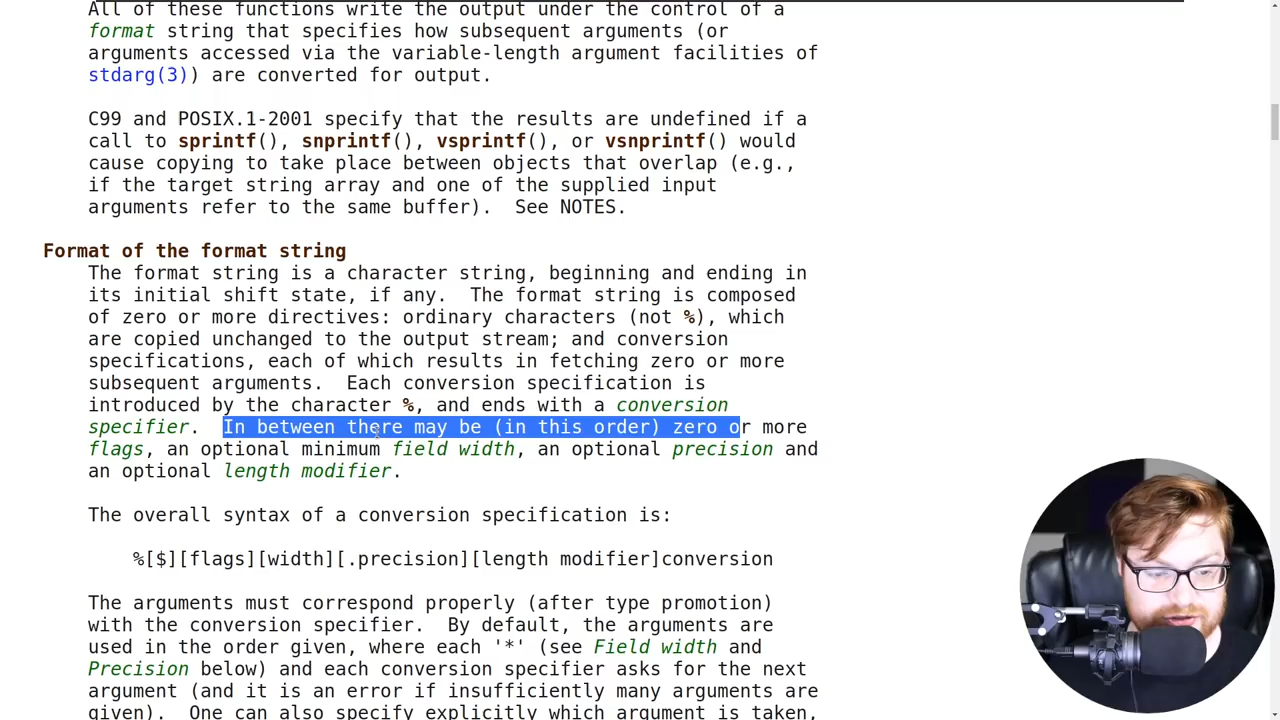 All of these functions write the output under the control of a
format string that specifies how subsequent arguments (or
arguments accessed via the variable-length argument facilities of
stdarg(3)) are converted for output.
C99 and POSIX.1-2001 specify that the results are undefined if a
call to sprintf(), snprintf(), vsprintf(), or vsnprintf() would
cause copying to take place between objects that overlap (e.g.,
if the target string array and one of the supplied input
arguments refer to the same buffer).  See NOTES.
Format of the format string
The format string is a character string, beginning and ending in
its initial shift state, if any.  The format string is composed
of zero or more directives: ordinary characters (not %), which
are copied unchanged to the output stream; and conversion
specifications, each of which results in fetching zero or more
subsequent arguments.  Each conversion specification is
introduced by the character %, and ends with a conversion
specifier.  In between there may be (in this order) zero or more
flags, an optional minimum field width, an optional precision and
an optional length modifier.
The overall syntax of a conversion specification is:
%[$][flags][width][.precision][length modifier]conversion
The arguments must correspond properly (after type promotion)
with the conversion specifier.  By default, the arguments are
used in the order given, where each '*' (see Field width and
Precision below) and each conversion specifier asks for the next
argument (and it is an error if insufficiently many arguments are
given).  One can also specify explicitly which argument is taken,